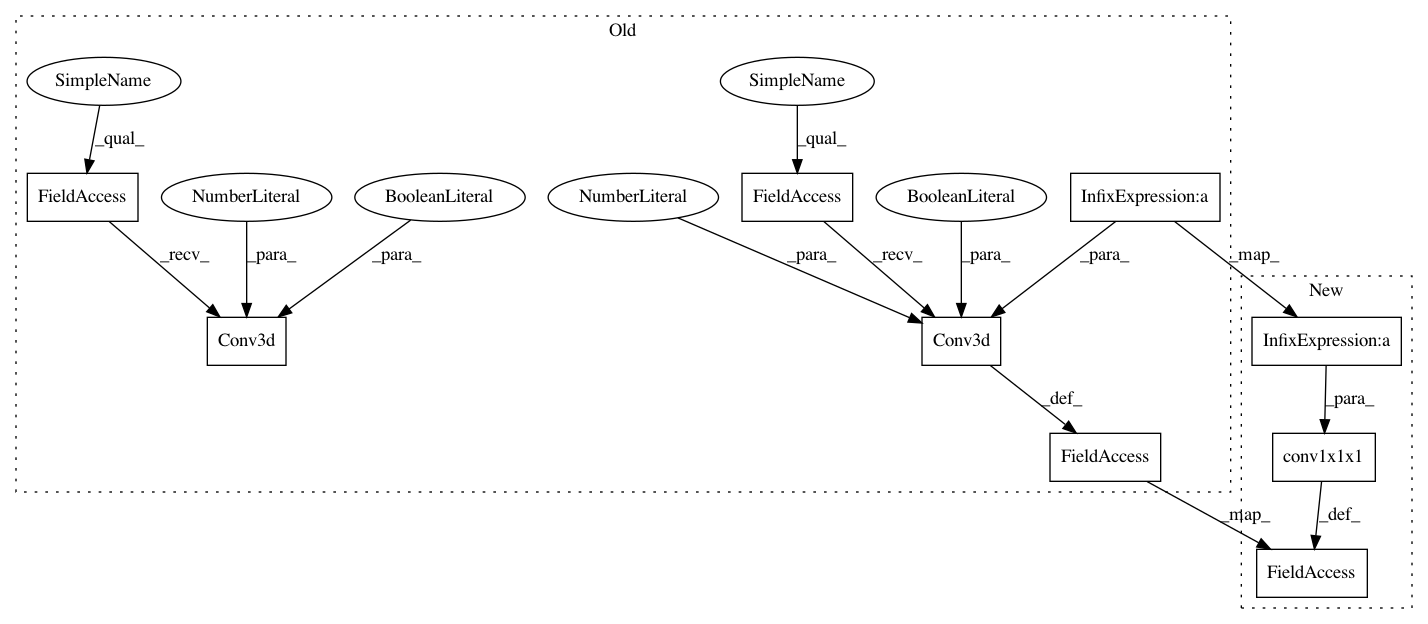 Old
SimpleName
SimpleName
_qual_
_qual_
FieldAccess
NumberLiteral
BooleanLiteral
NumberLiteral
FieldAccess
BooleanLiteral
InfixExpression:a
_recv_
_para_
_para_
_para_
_recv_
_para_
_para_
_map_
New
Conv3d
Conv3d
InfixExpression:a
_def_
_para_
FieldAccess
conv1x1x1
_map_
_def_
FieldAccess